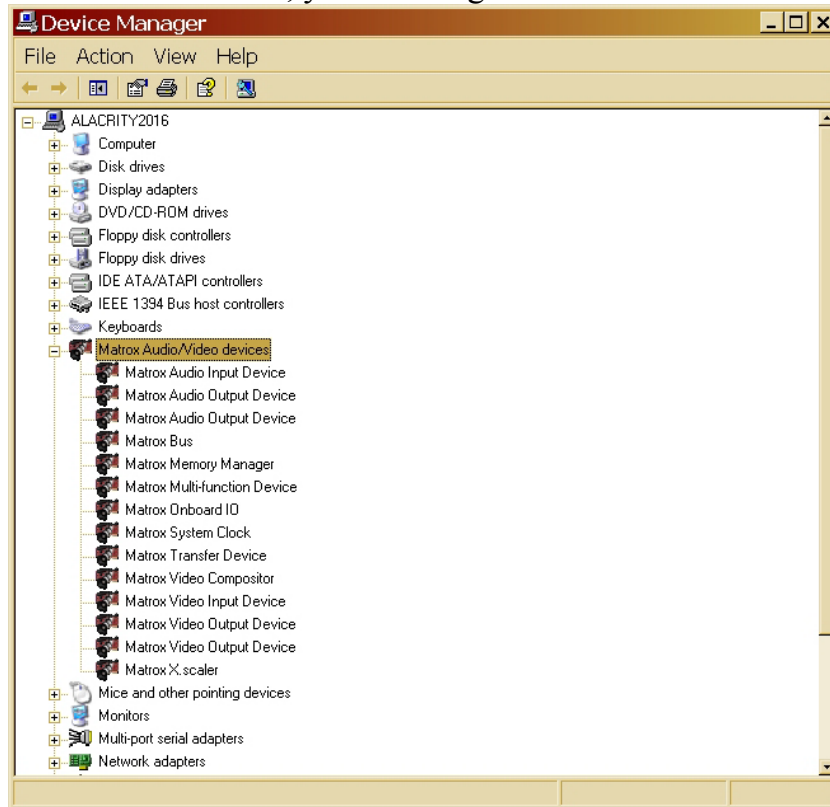 Device Manager
File Action View Help
ALACRITY2016
Computer
Disk drives
Display adapters
DVD/CD-ROM drives
Floppy disk controllers
Floppy disk drives
IDE ATA/ATAPI controllers
IEEE 1394 Bus host controllers
Keyboards
Matrox Audio/Video devices
Matrox Audio Input Device
Matrox Audio Output Device
Matrox Audio Output Device
Matrox Bus
Matrox Memory Manager
Matrox Multi-function Device
Matrox Onboard IO
Matrox System Clock
Matrox Transfer Device
Matrox Video Compositor
Matrox Video Input Device
Matrox Video Output Device
Matrox Video Output Device
Matrox X.scaler
Mice and other pointing devices
Monitors
Multi-port serial adapters
Network adapters